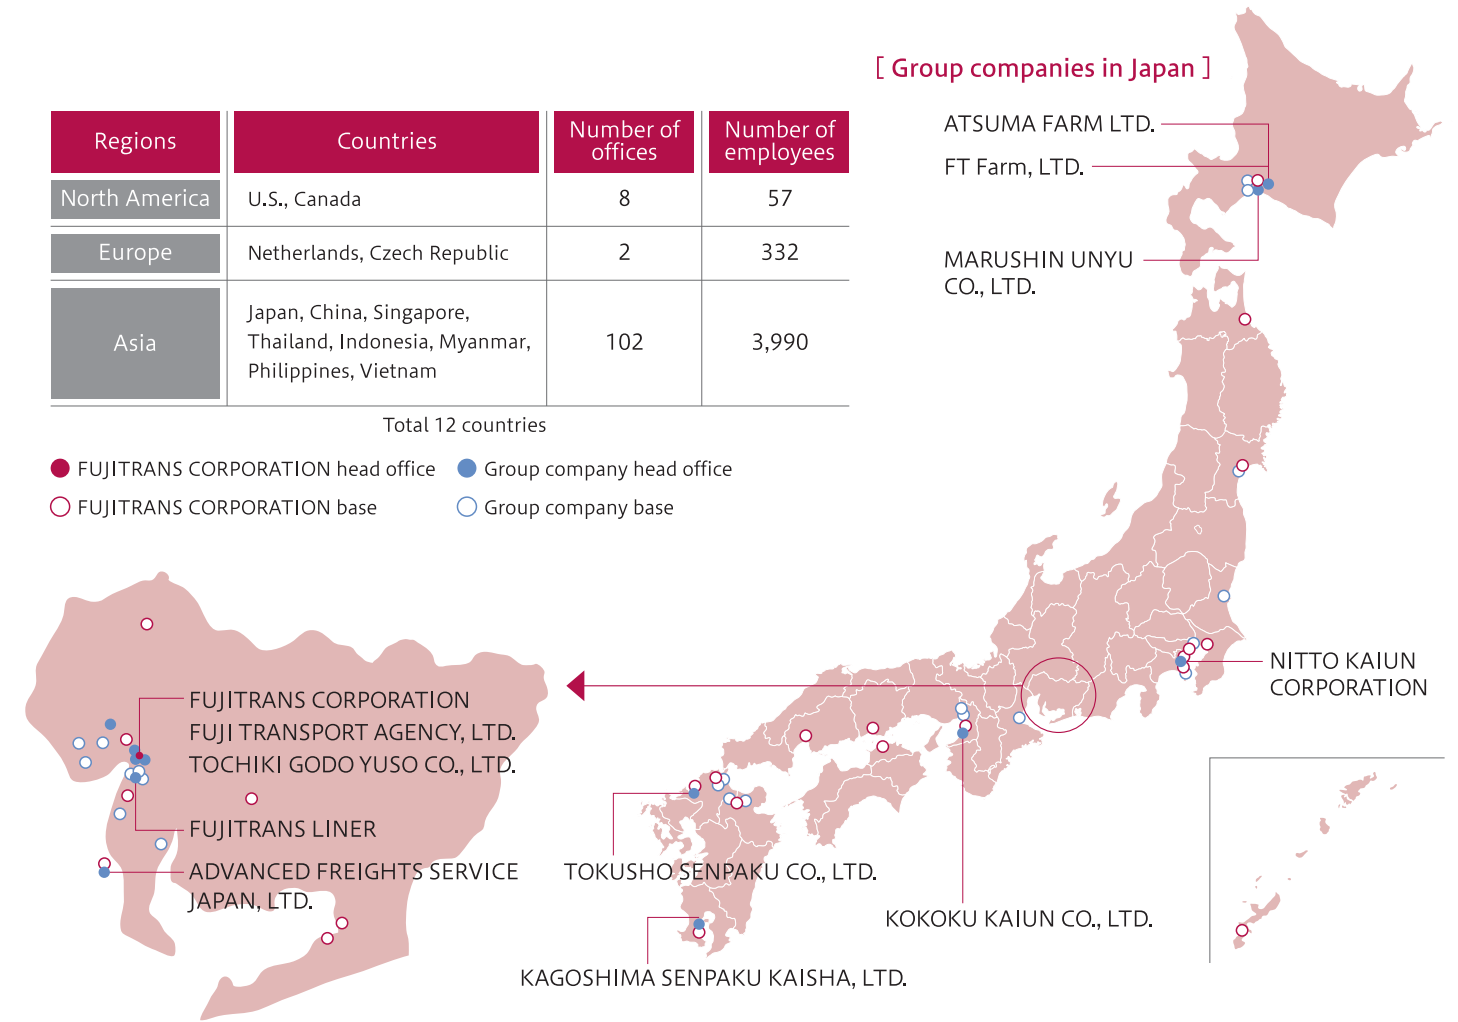 [ Group companies in Japan ]
Regions
Countries
Number of
offices
Number of
employees
North America
U.S., Canada
8
57
Europe
Netherlands, Czech Republic
2
332
Asia
Japan, China, Singapore,
Thailand, Indonesia, Myanmar,
Philippines, Vietnam
102
3,990
Total 12 countries
FUJITRANS CORPORATION head office
Group company head office
FUJITRANS CORPORATION base
Group company base
ATSUMA FARM LTD.
FT Farm, LTD.
MARUSHIN UNYU
CO., LTD.
NITTO KAIUN
CORPORATION
FUJITRANS CORPORATION
FUJI TRANSPORT AGENCY, LTD.
TOCHIKI GODO YUSO CO., LTD.
FUJITRANS LINER
ADVANCED FREIGHTS SERVICE
JAPAN, LTD.
TOKUSHO SENPAKU CO., LTD.
KOKOKU KAIUN CO., LTD.
KAGOSHIMA SENPAKU KAISHA, LTD.